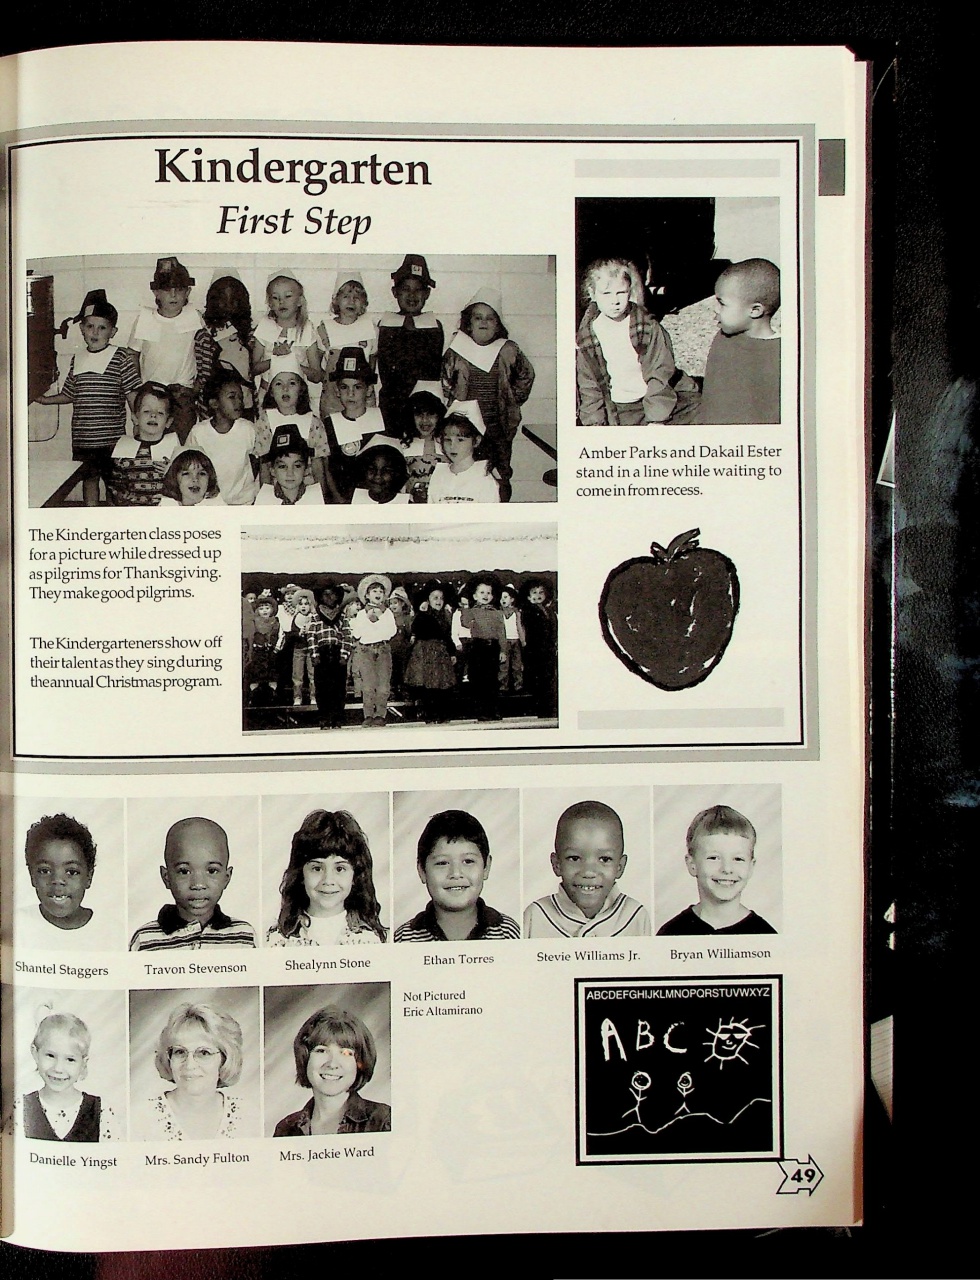 Kindergarten
First Step
Amber Parks and Dakail Ester
stand in a line while waiting to
come in from recess.
The Kindergarten class poses
for a picture while dressed up
as pilgrims for Thanksgiving.
They make good pilgrims.
The Kindergarteners show off
their talent as they sing during
the annual Christmas program.
Shantel Staggers
Travon Stevenson
Shealynn Stone
Ethan Torres
Stevie Williams Jr.
Bryan Williamson
Danielle Yingst
Mrs. Sandy Fulton
Mrs. Jackie Ward
Not Pictured
Eric Altamirano
ABCDEFGHIJKLMNOPQRSTUVWXYZ
ABC
49